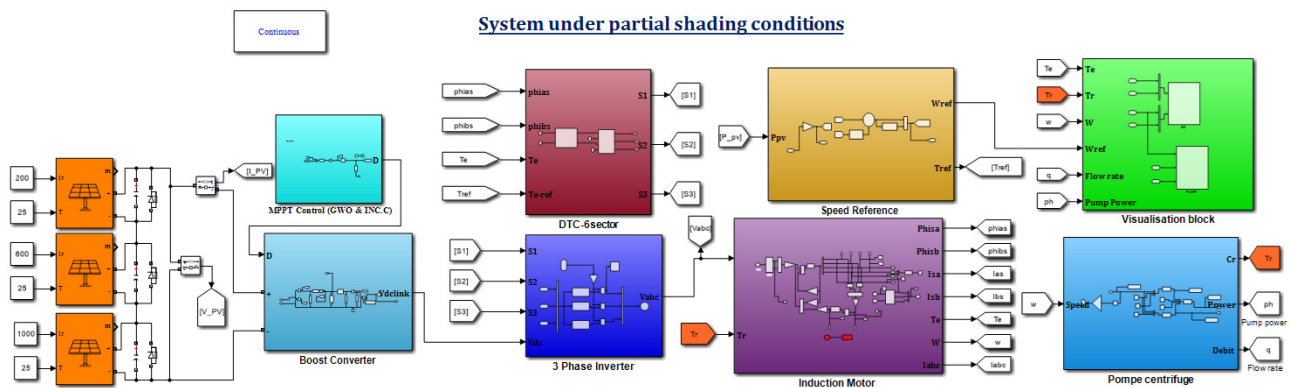 System under partial shading conditions
Continuous
phias
phibs
Te
Tref
phias
phibs
Te
Te-ref
S1
S2
S3
[S1]
[S2]
[S3]
DTC-6sector
[P_pv]
Ppv
Wref
Tref
[Tref]
Speed Reference
Te
Tr
w
q
ph
Te
Tr
W
Wref
Flow rate
Pump Power
Visualisation block
D
MPPT Control (GWO & INC.C)
[I_PV]
[V_PV]
200
25
Ir
T
m
+
-
600
25
Ir
T
m
+
-
1000
25
Ir
T
m
+
-
D
+
-
Vdclink
Boost Converter
[S1]
[S2]
[S3]
S1
S2
S3
Vdc
Vabc
3 Phase Inverter
[Vabc]
Tr
Tr
Phisa
Phisb
Isa
Isb
Te
W
Iabc
phias
phibs
Ias
Ibs
Te
w
Iabc
Induction Motor
w
Speed
Cr
Power
Debit
Tr
ph
Pump power
q
Flow rate
Pompe centrifuge